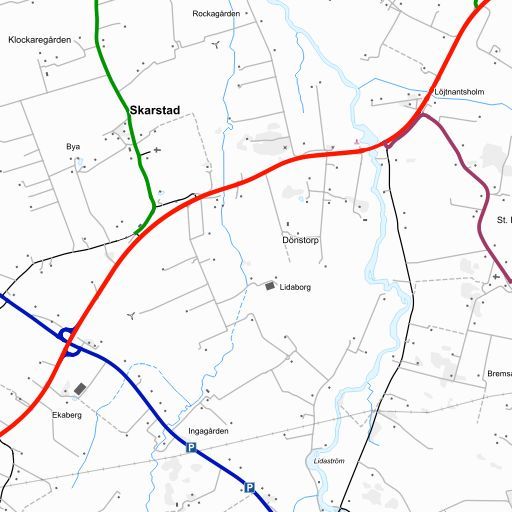 Rockagården
Klockaregården
Löjtnantsholm
Skarstad
Bya
St.
Dönstorp
Lidaborg
Bremsa
Ekaberg
Ingagården
P
Lidaström
P